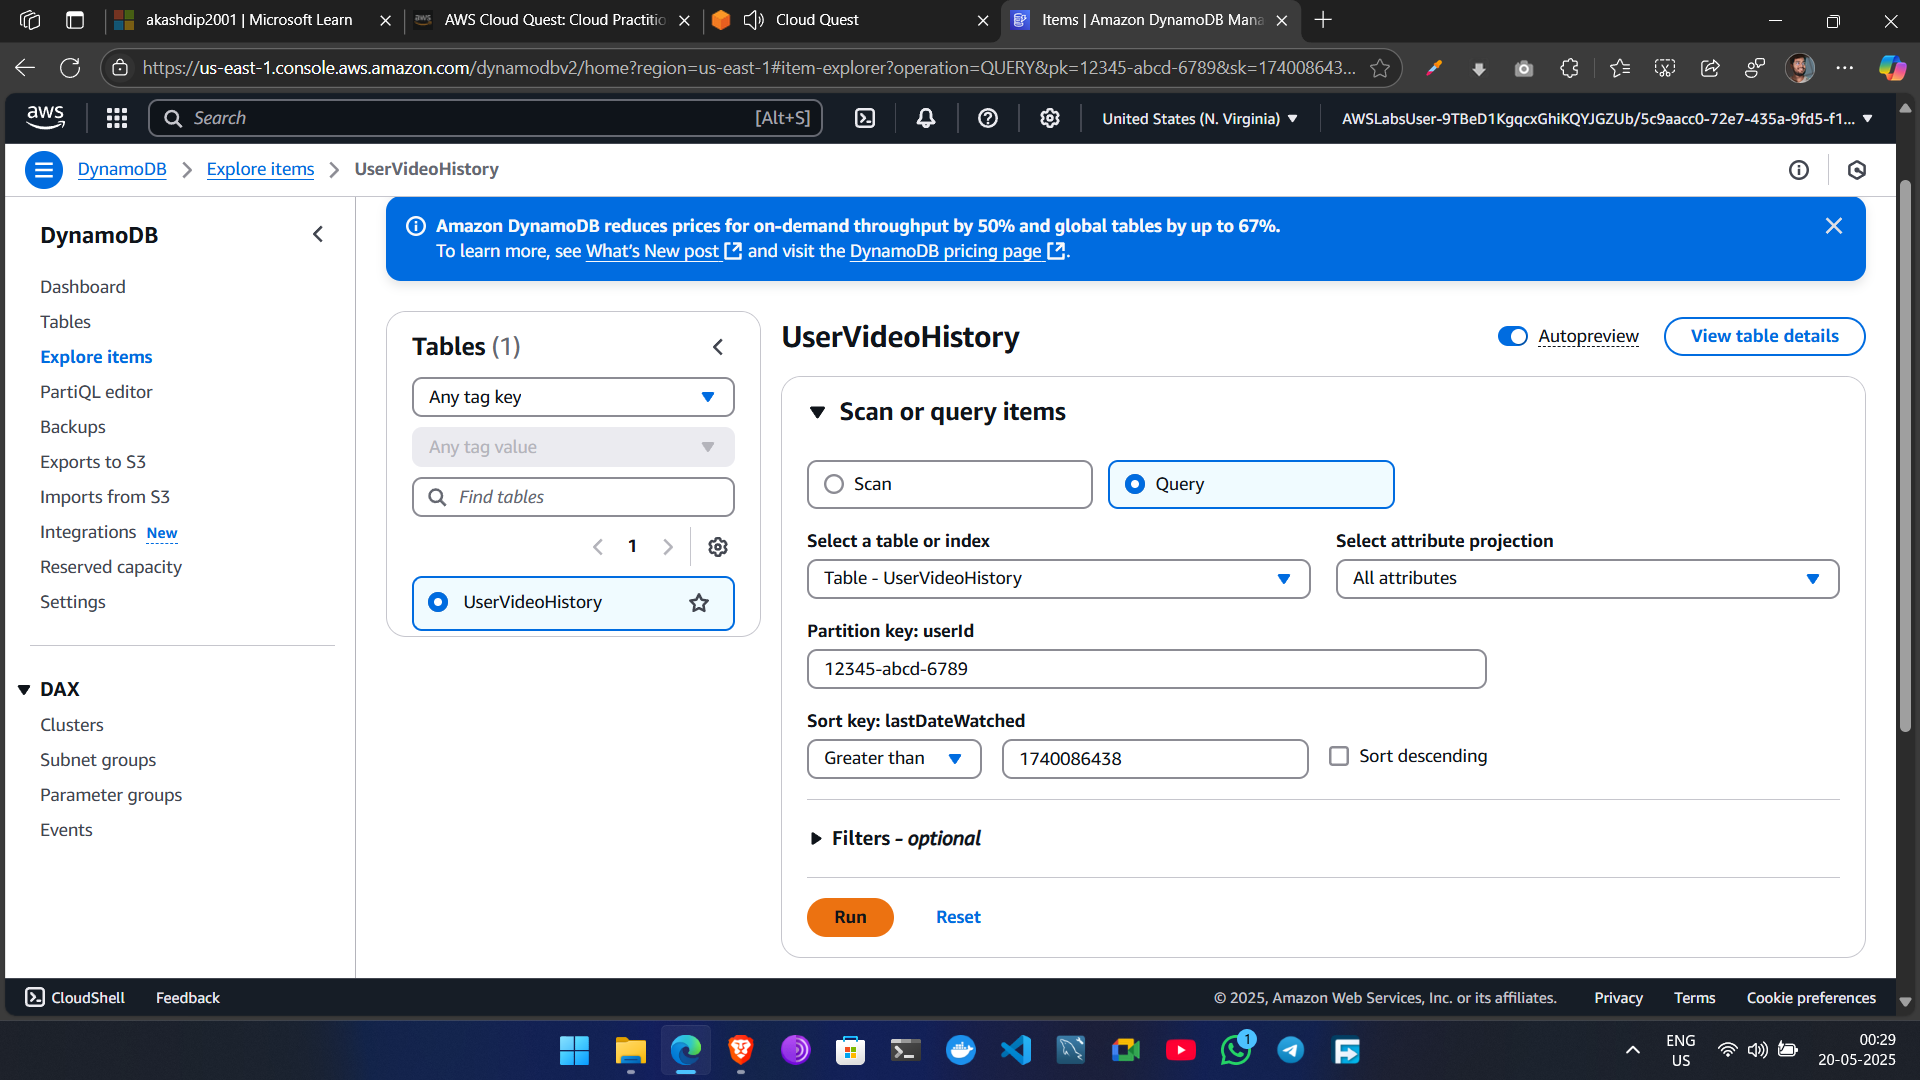 akashdip2001 | Microsoft Learn
AWS Cloud Quest: Cloud Practitio
Cloud Quest
Items | Amazon DynamoDB Mana
https://us-east-1.console.aws.amazon.com/dynamodbv2/home?region=us-east-1#item-explorer?operation=QUERY&pk=12345-abcd-6789&sk=174008643...
aws
Search
[Alt+S]
United States (N. Virginia)
AWSLabsUser-9TBeD1KgqcxGhiKQYJGZUb/5c9aacc0-72e7-435a-9fd5-f1...
DynamoDB
Explore items
UserVideoHistory
DynamoDB
Dashboard
Tables
Explore items
PartiQL editor
Backups
Exports to S3
Imports from S3
Integrations New
Reserved capacity
Settings
DAX
Clusters
Subnet groups
Parameter groups
Events
Amazon DynamoDB reduces prices for on-demand throughput by 50% and global tables by up to 67%.
To learn more, see What's New post and visit the DynamoDB pricing page.
Tables (1)
Any tag key
Any tag value
Find tables
1
UserVideoHistory
UserVideoHistory
Autopreview
View table details
Scan or query items
Scan
Query
Select a table or index
Table - UserVideoHistory
Select attribute projection
All attributes
Partition key: userId
12345-abcd-6789
Sort key: lastDateWatched
Greater than
1740086438
Sort descending
Filters - optional
Run
Reset
CloudShell
Feedback
© 2025, Amazon Web Services, Inc. or its affiliates.
Privacy
Terms
Cookie preferences
1
ENG
US
00:29
20-05-2025